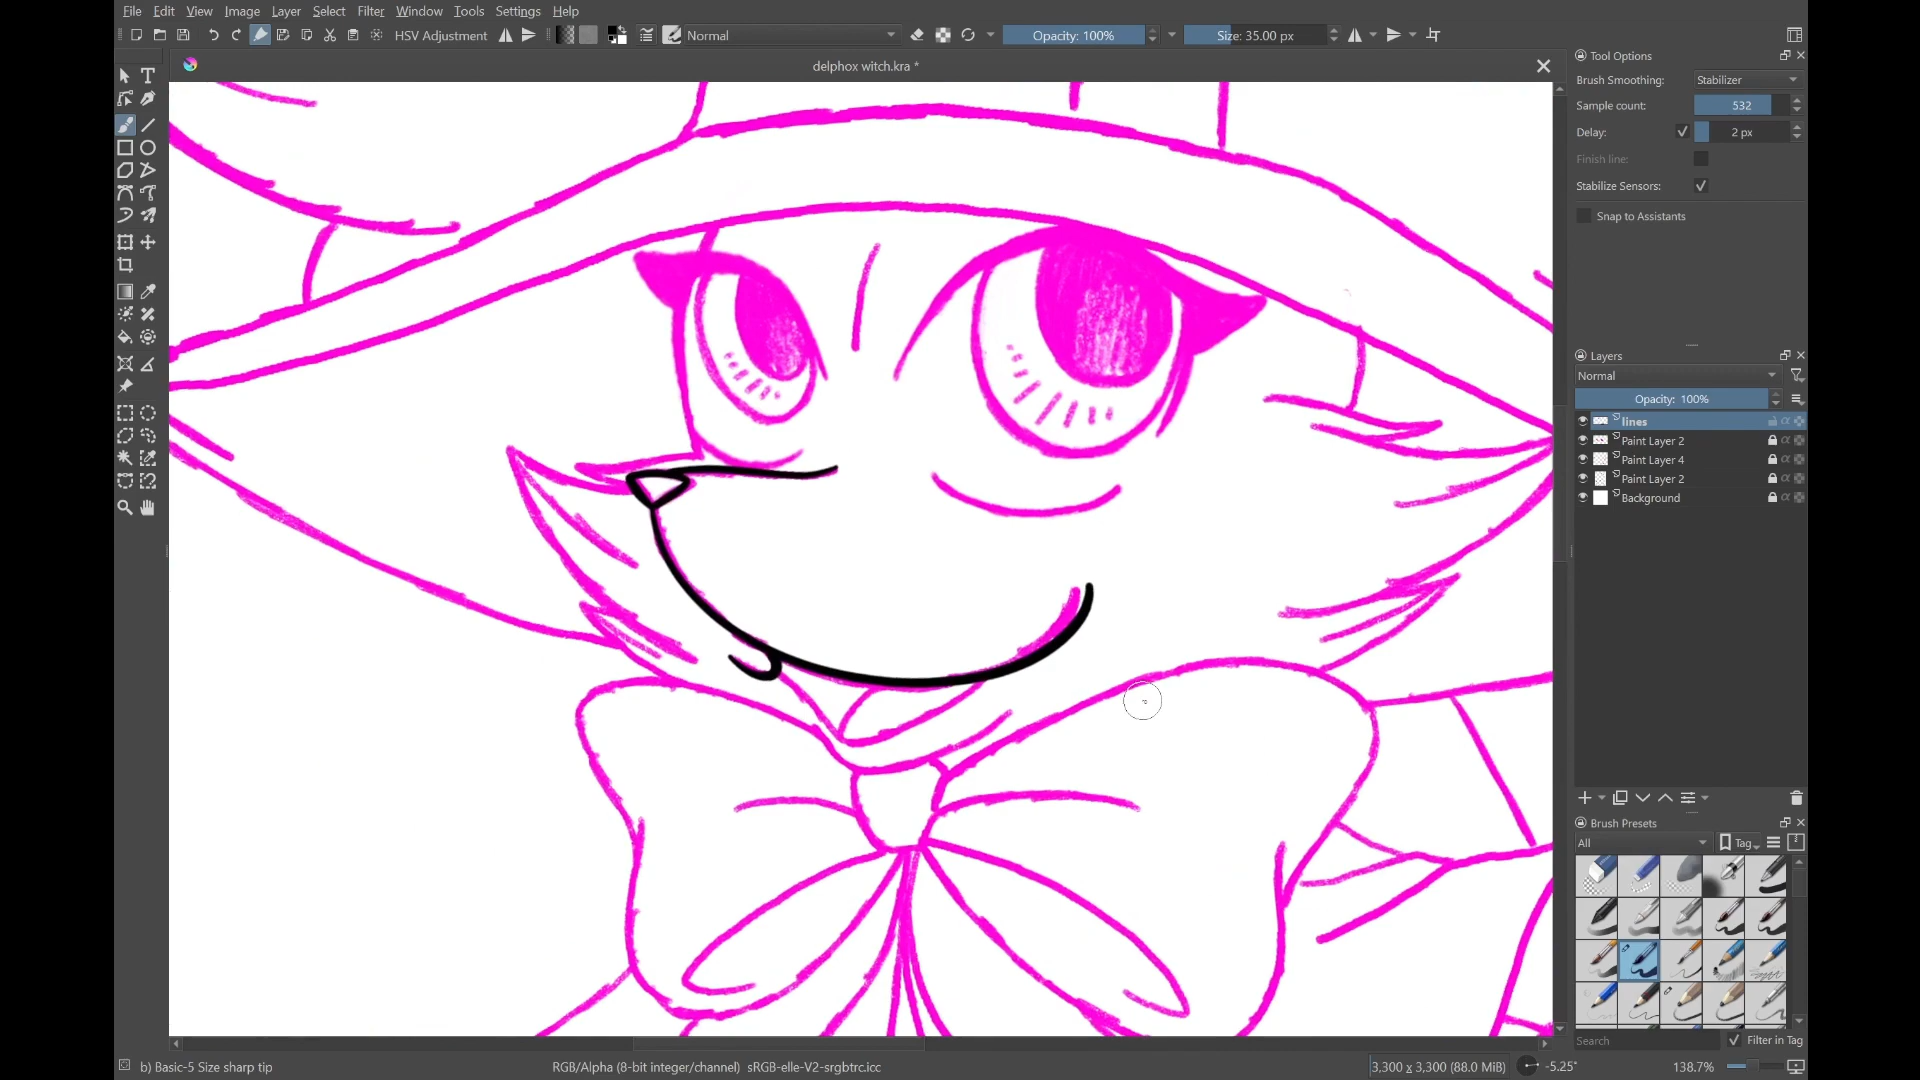 File Edit View Image Layer Select Filter Window Tools Settings Help
HSV Adjustment Normal Opacity: 100% Size: 35.00 px
delphox witch.kra *
Tool Options
Brush Smoothing: Stabilizer
Sample count: 532
Delay: 2 px
Finish line:
Stabilize Sensors:
Snap to Assistants
Layers
Normal
Opacity: 100%
lines
Paint Layer 2
Paint Layer 4
Paint Layer 2
Background
Brush Presets
All Tag
Search Filter in Tag
b) Basic-5 Size sharp tip RGB/Alpha (8-bit integer/channel) sRGB-elle-V2-srgbtrc.icc 3,300 x 3,300 (88.0 MiB) -5.25° 138.7%